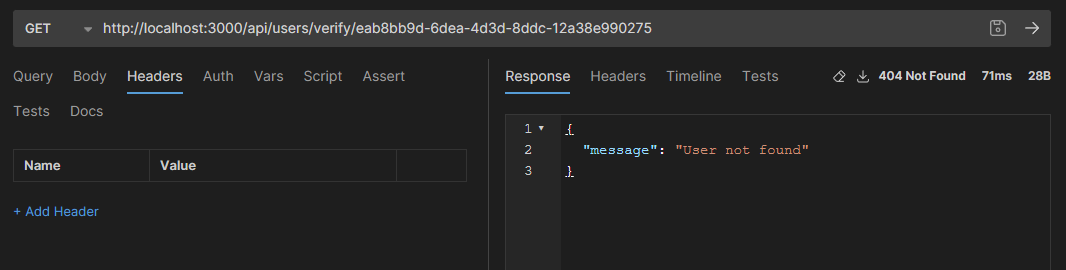 GET http://localhost:3000/api/users/verify/eab8bb9d-6dea-4d3d-8ddc-12a38e990275
Query Body Headers Auth Vars Script Assert
Tests Docs
Name Value
+ Add Header
Response Headers Timeline Tests 404 Not Found 71ms 28B
1 {
2 "message": "User not found"
3 }